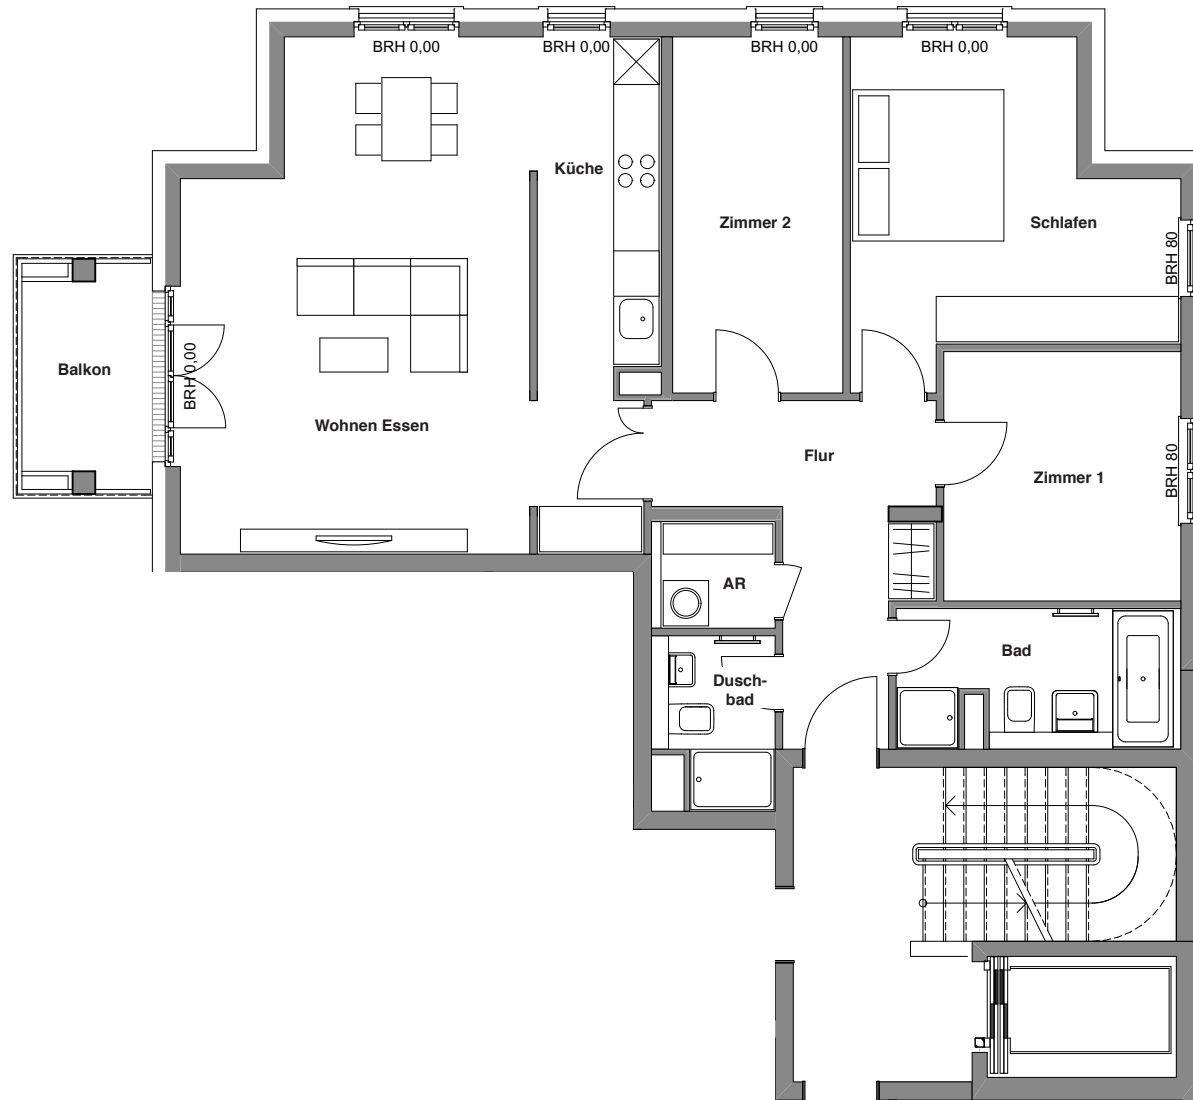 BRH 0,00
BRH 0,00
BRH 0,00
BRH 0,00
Küche
Zimmer 2
Schlafen
BRH 80
Balkon
BRH 0,00
Wohnen Essen
Flur
Zimmer 1
BRH 80
AR
Bad
Dusch-
bad